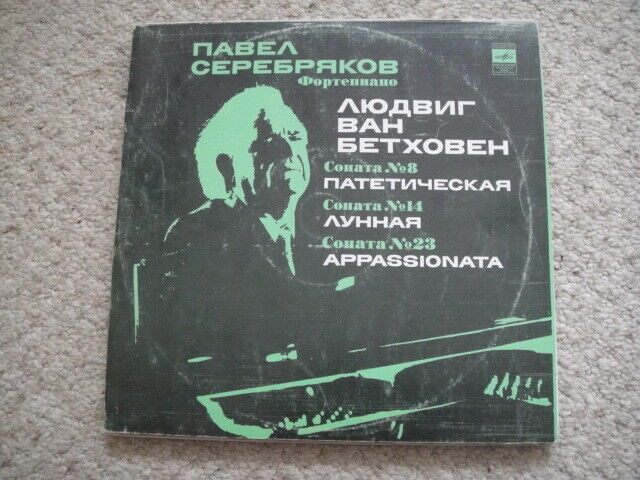 ПАВЕЛ
СЕРЕБРЯКОВ
Фортепиано
ЛЮДВИГ
ВАН
БЕТХОВЕН
Соната №8
ПАТЕТИЧЕСКАЯ
Соната №14
ЛУННАЯ
Соната №23
APPASSIONATA